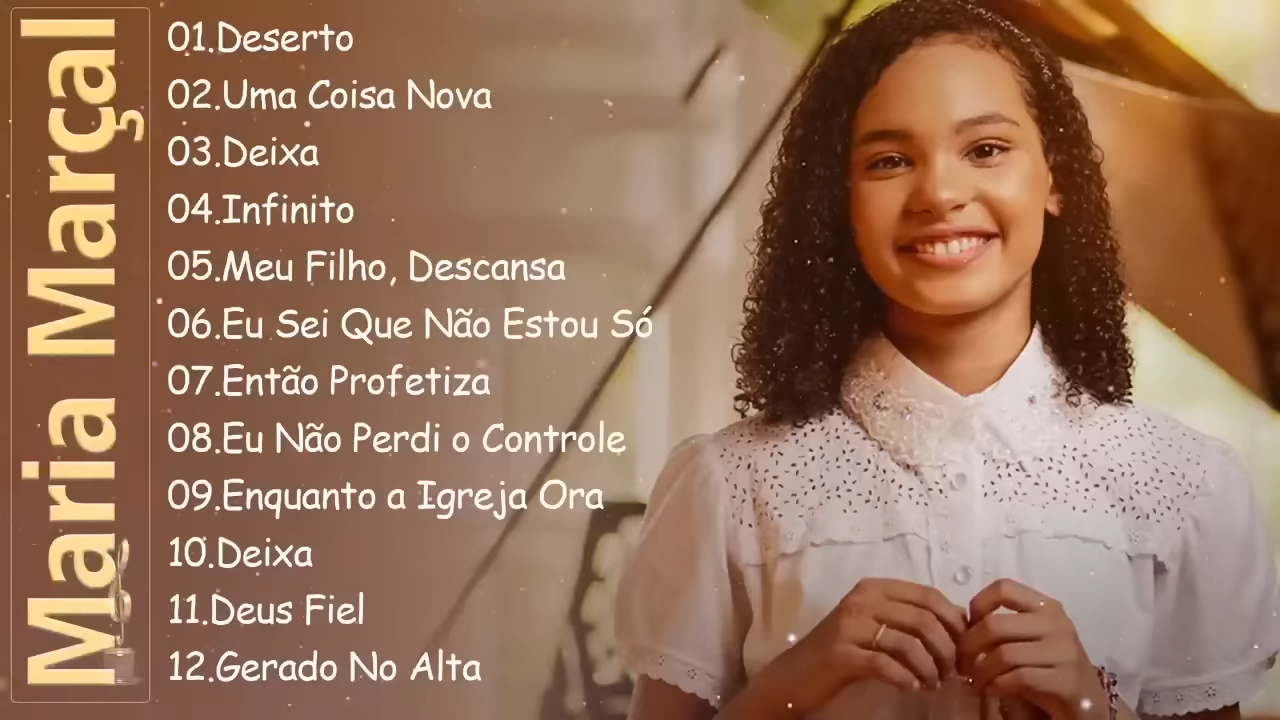 Maria Marçal
01.Deserto
02.Uma Coisa Nova
03.Deixa
04.Infinito
05.Meu Filho, Descansa
06.Eu Sei Que Não Estou Só
07.Então Profetiza
08.Eu Não Perdi o Controle
09.Enquanto a Igreja Ora
10.Deixa
11.Deus Fiel
12.Gerado No Alta